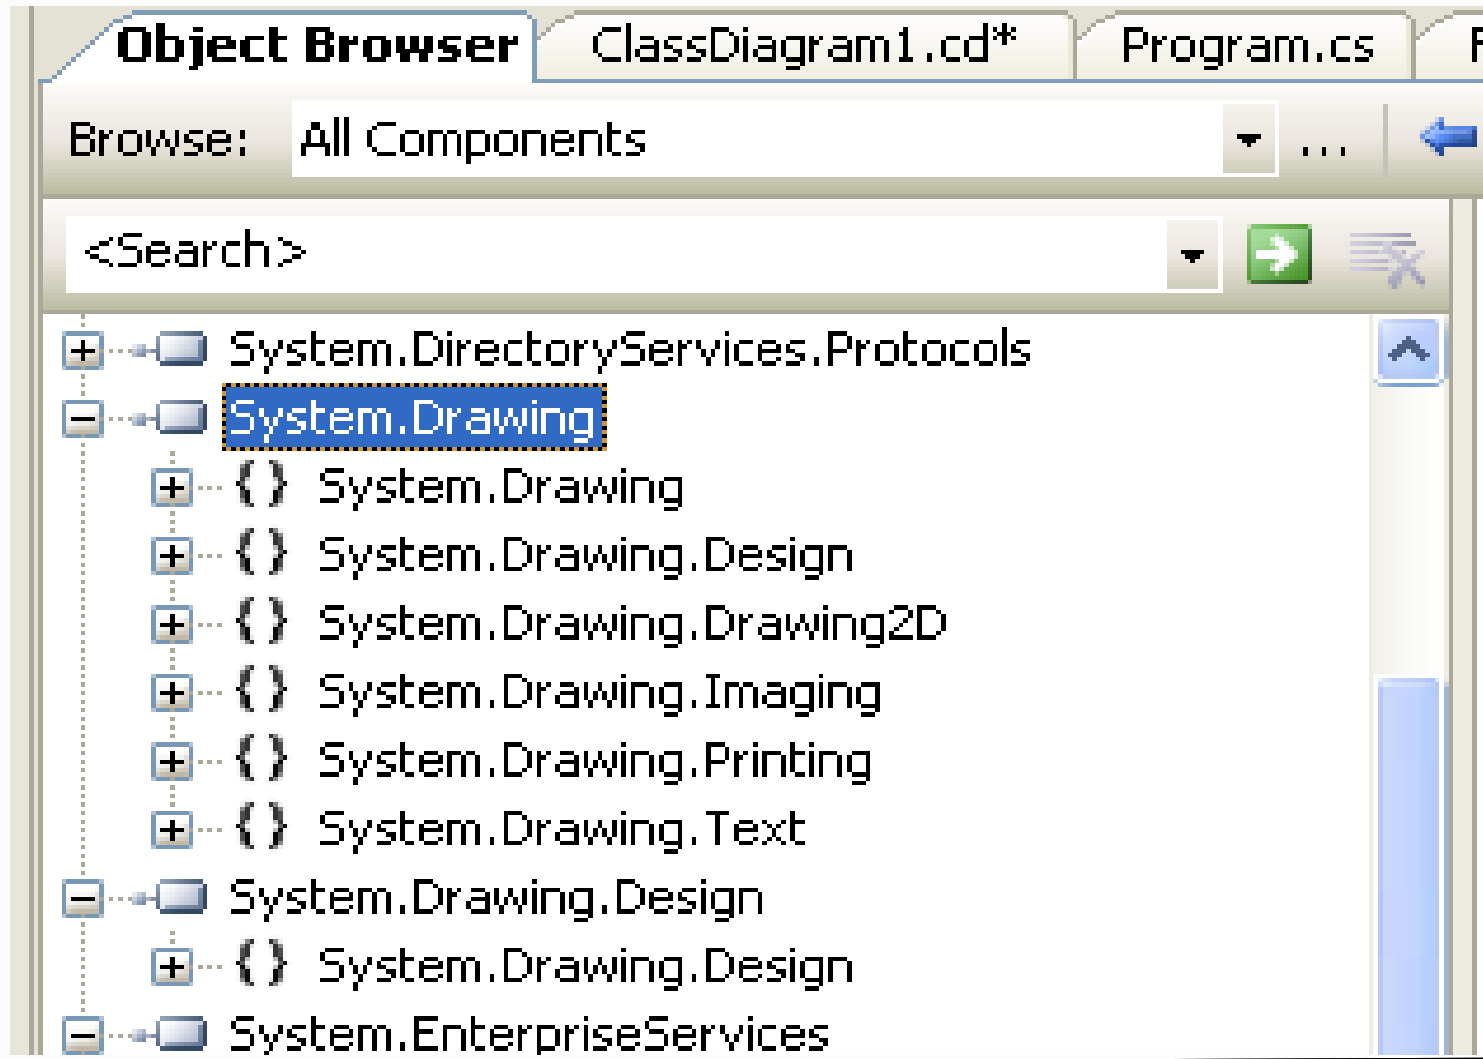 Object Browser ClassDiagram1.cd* Program.cs
Browse: All Components ...
<Search>
System.DirectoryServices.Protocols
System.Drawing
{} System.Drawing
{} System.Drawing.Design
{} System.Drawing.Drawing2D
{} System.Drawing.Imaging
{} System.Drawing.Printing
{} System.Drawing.Text
System.Drawing.Design
{} System.Drawing.Design
System.EnterpriseServices